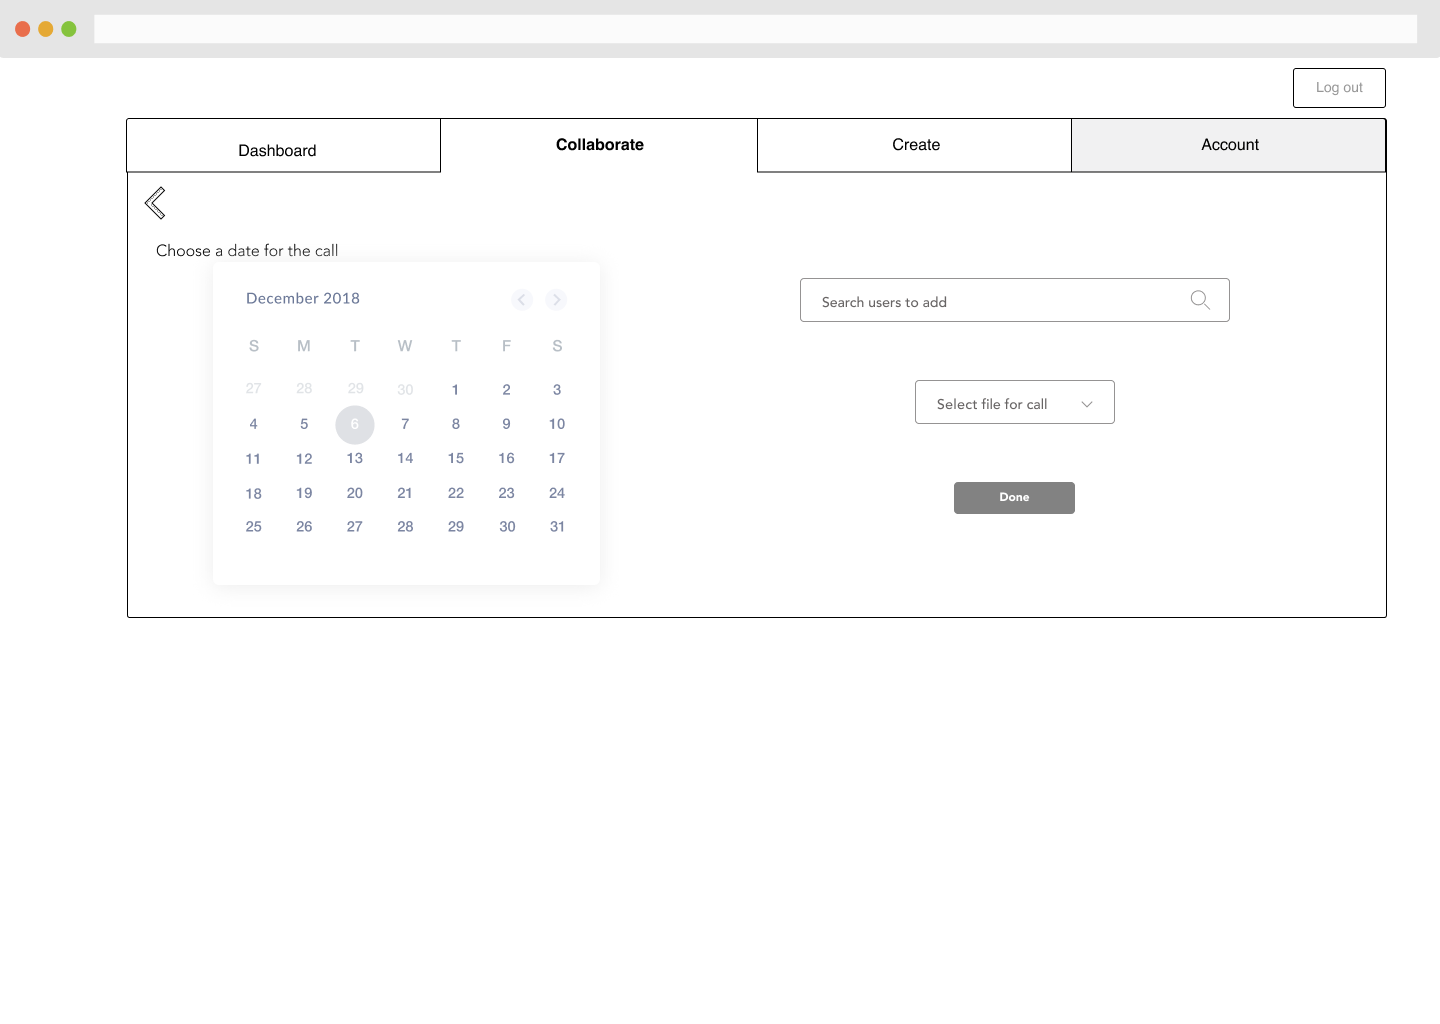 Log out
Dashboard Collaborate Create Account
Choose a date for the call
December 2018
S M T W T F S
27 28 29 30 1 2 3
4 5 6 7 8 9 10
11 12 13 14 15 16 17
18 19 20 21 22 23 24
25 26 27 28 29 30 31
Search users to add
Select file for call
Done